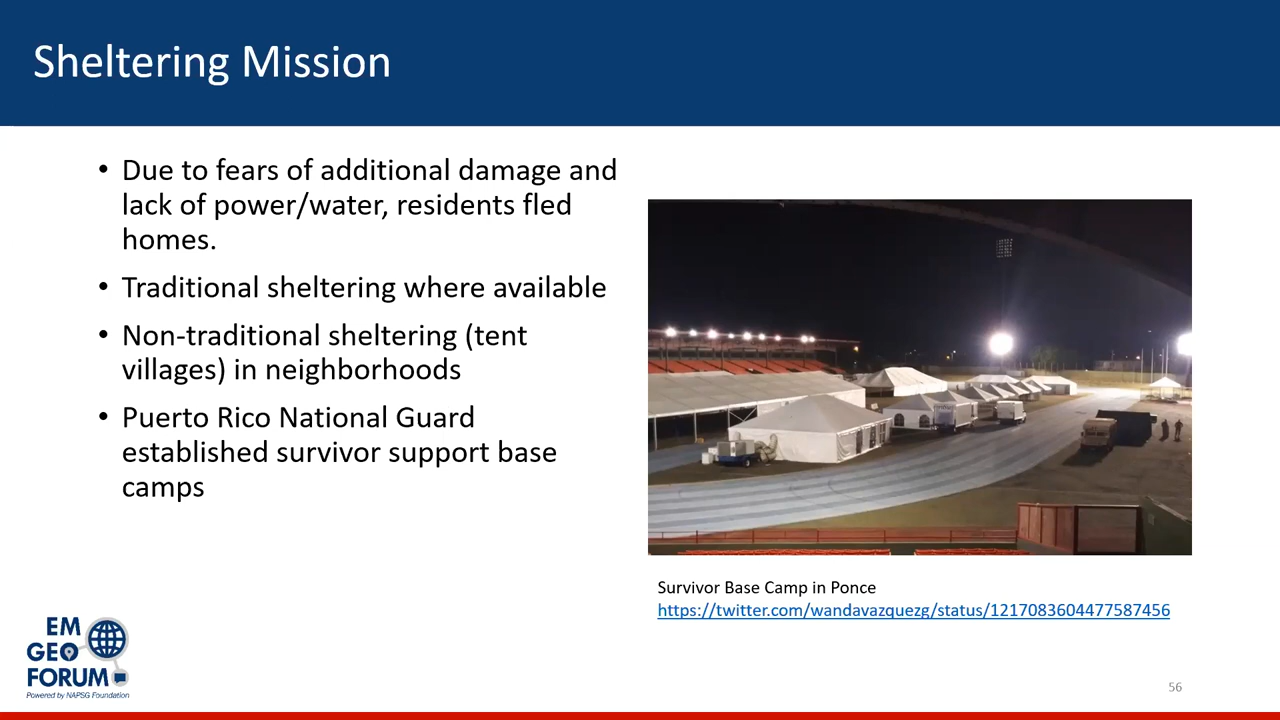 Sheltering Mission
• Due to fears of additional damage and
lack of power/water, residents fled
homes.
• Traditional sheltering where available
• Non-traditional sheltering (tent
villages) in neighborhoods
• Puerto Rico National Guard
established survivor support base
camps
Survivor Base Camp in Ponce
https://twitter.com/wandavazquezg/status/1217083604477587456
EM
GEO
FORUM
Powered by NAPSG Foundation
56